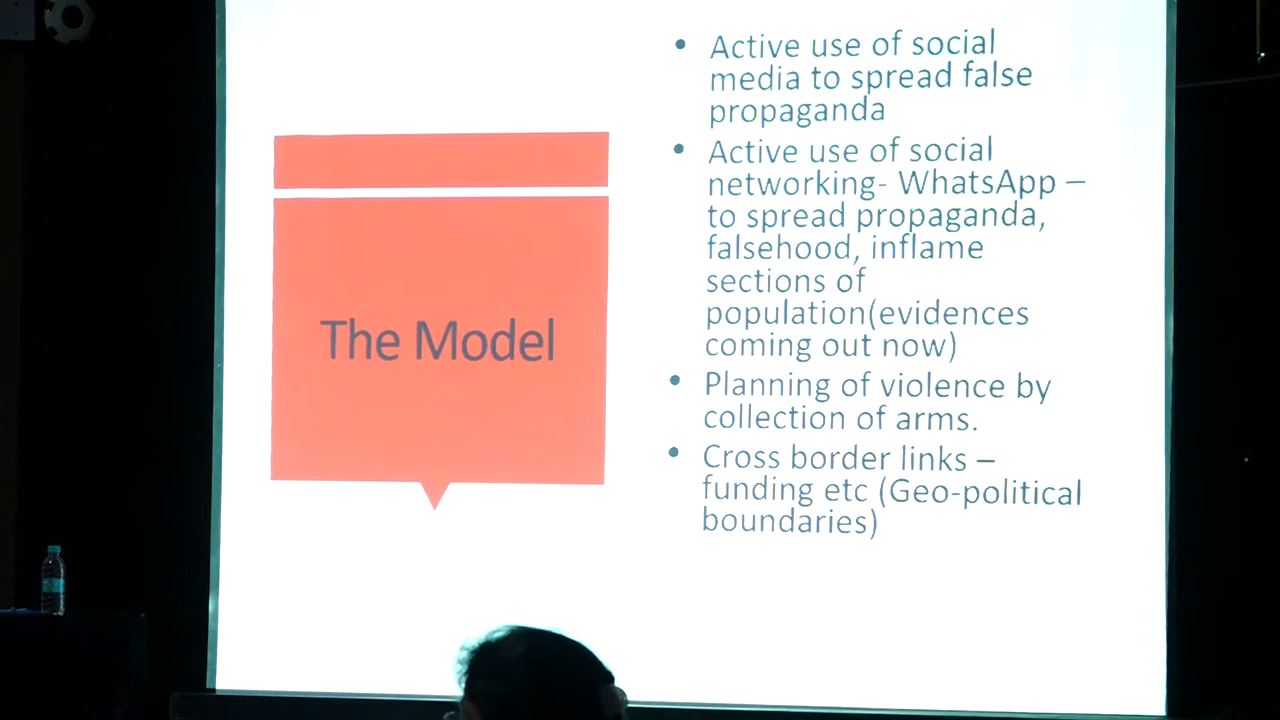 The Model
• Active use of social
media to spread false
propaganda
• Active use of social
networking- WhatsApp –
to spread propaganda,
falsehood, inflame
sections of
population(evidences
coming out now)
• Planning of violence by
collection of arms.
• Cross border links –
funding etc (Geo-political
boundaries)